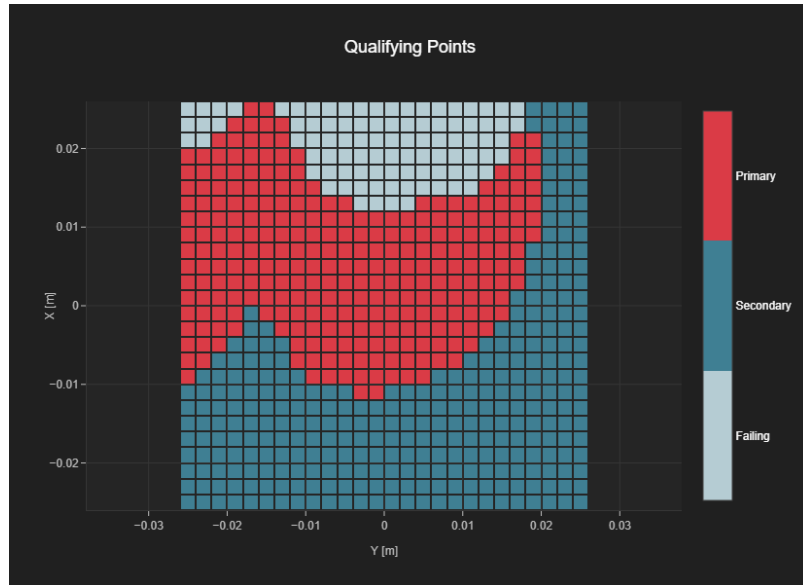 Qualifying Points
0.02
0.01
0
−0.01
−0.02
X [m]
−0.03
−0.02
−0.01
0
0.01
0.02
0.03
Y [m]
Primary
Secondary
Failing